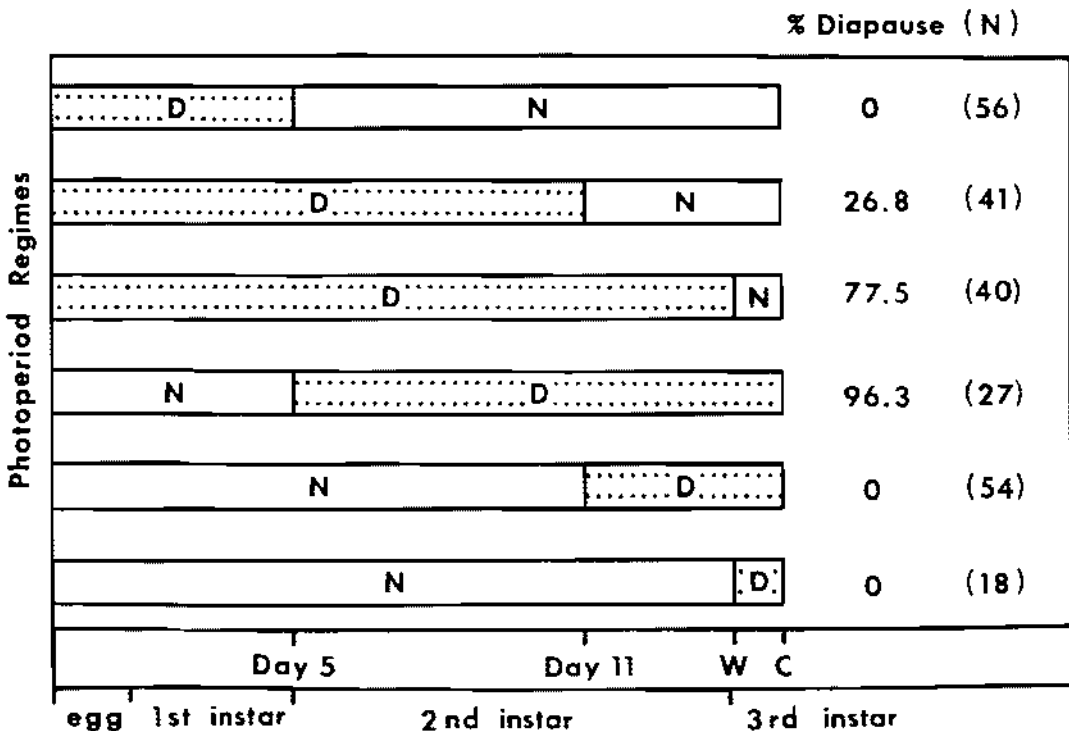 % Diapause (N)
Photoperiod Regimes
D N 0 (56)
D N 26.8 (41)
D N 77.5 (40)
N D 96.3 (27)
N D 0 (54)
N D 0 (18)
Day 5 Day 11 W C
egg 1st instar 2nd instar 3rd instar